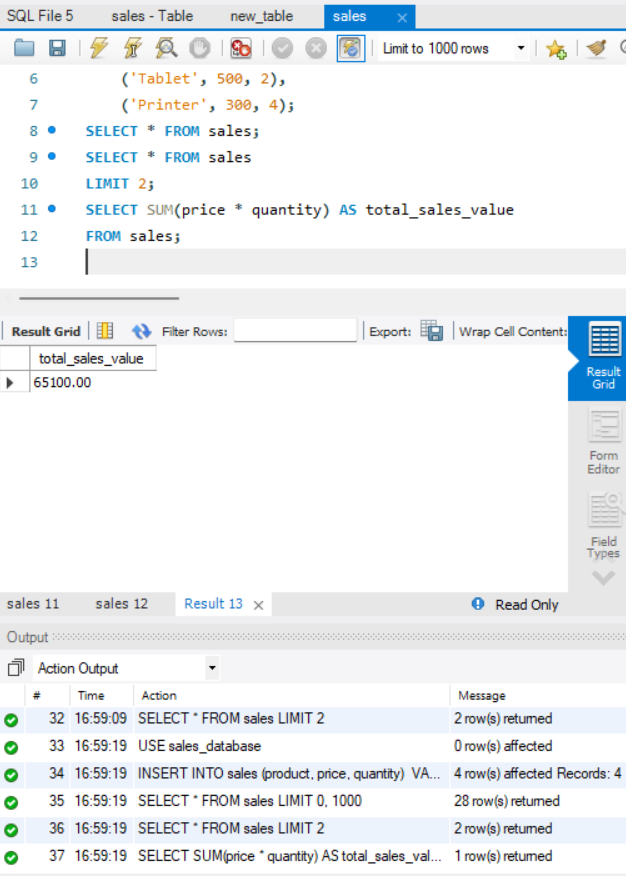 SQL File 5 sales - Table new_table sales
Limit to 1000 rows
6 ('Tablet', 500, 2),
7 ('Printer', 300, 4);
8 SELECT * FROM sales;
9 SELECT * FROM sales
10 LIMIT 2;
11 SELECT SUM(price * quantity) AS total_sales_value
12 FROM sales;
13
Result Grid Filter Rows: Export: Wrap Cell Content:
total_sales_value
65100.00
Result
Grid
Form
Editor
Field
Types
sales 11 sales 12 Result 13 Read Only
Output
Action Output
# Time Action Message
32 16:59:09 SELECT * FROM sales LIMIT 2 2 row(s) returned
33 16:59:19 USE sales_database 0 row(s) affected
34 16:59:19 INSERT INTO sales (product, price, quantity) VA... 4 row(s) affected Records: 4
35 16:59:19 SELECT * FROM sales LIMIT 0, 1000 28 row(s) returned
36 16:59:19 SELECT * FROM sales LIMIT 2 2 row(s) returned
37 16:59:19 SELECT SUM(price * quantity) AS total_sales_val... 1 row(s) returned